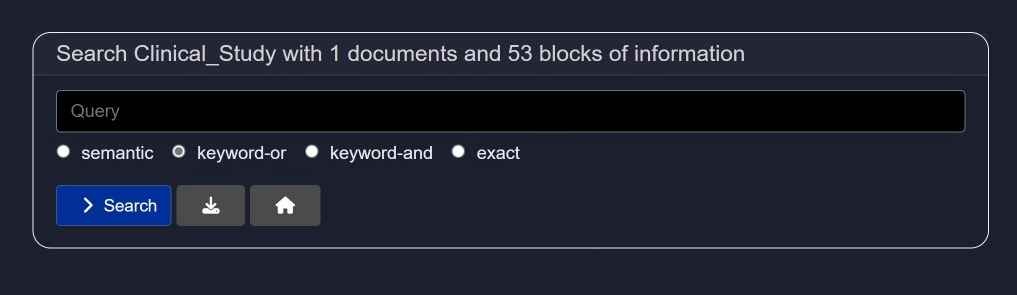 Search Clinical_Study with 1 documents and 53 blocks of information
Query
semantic keyword-or keyword-and exact
Search